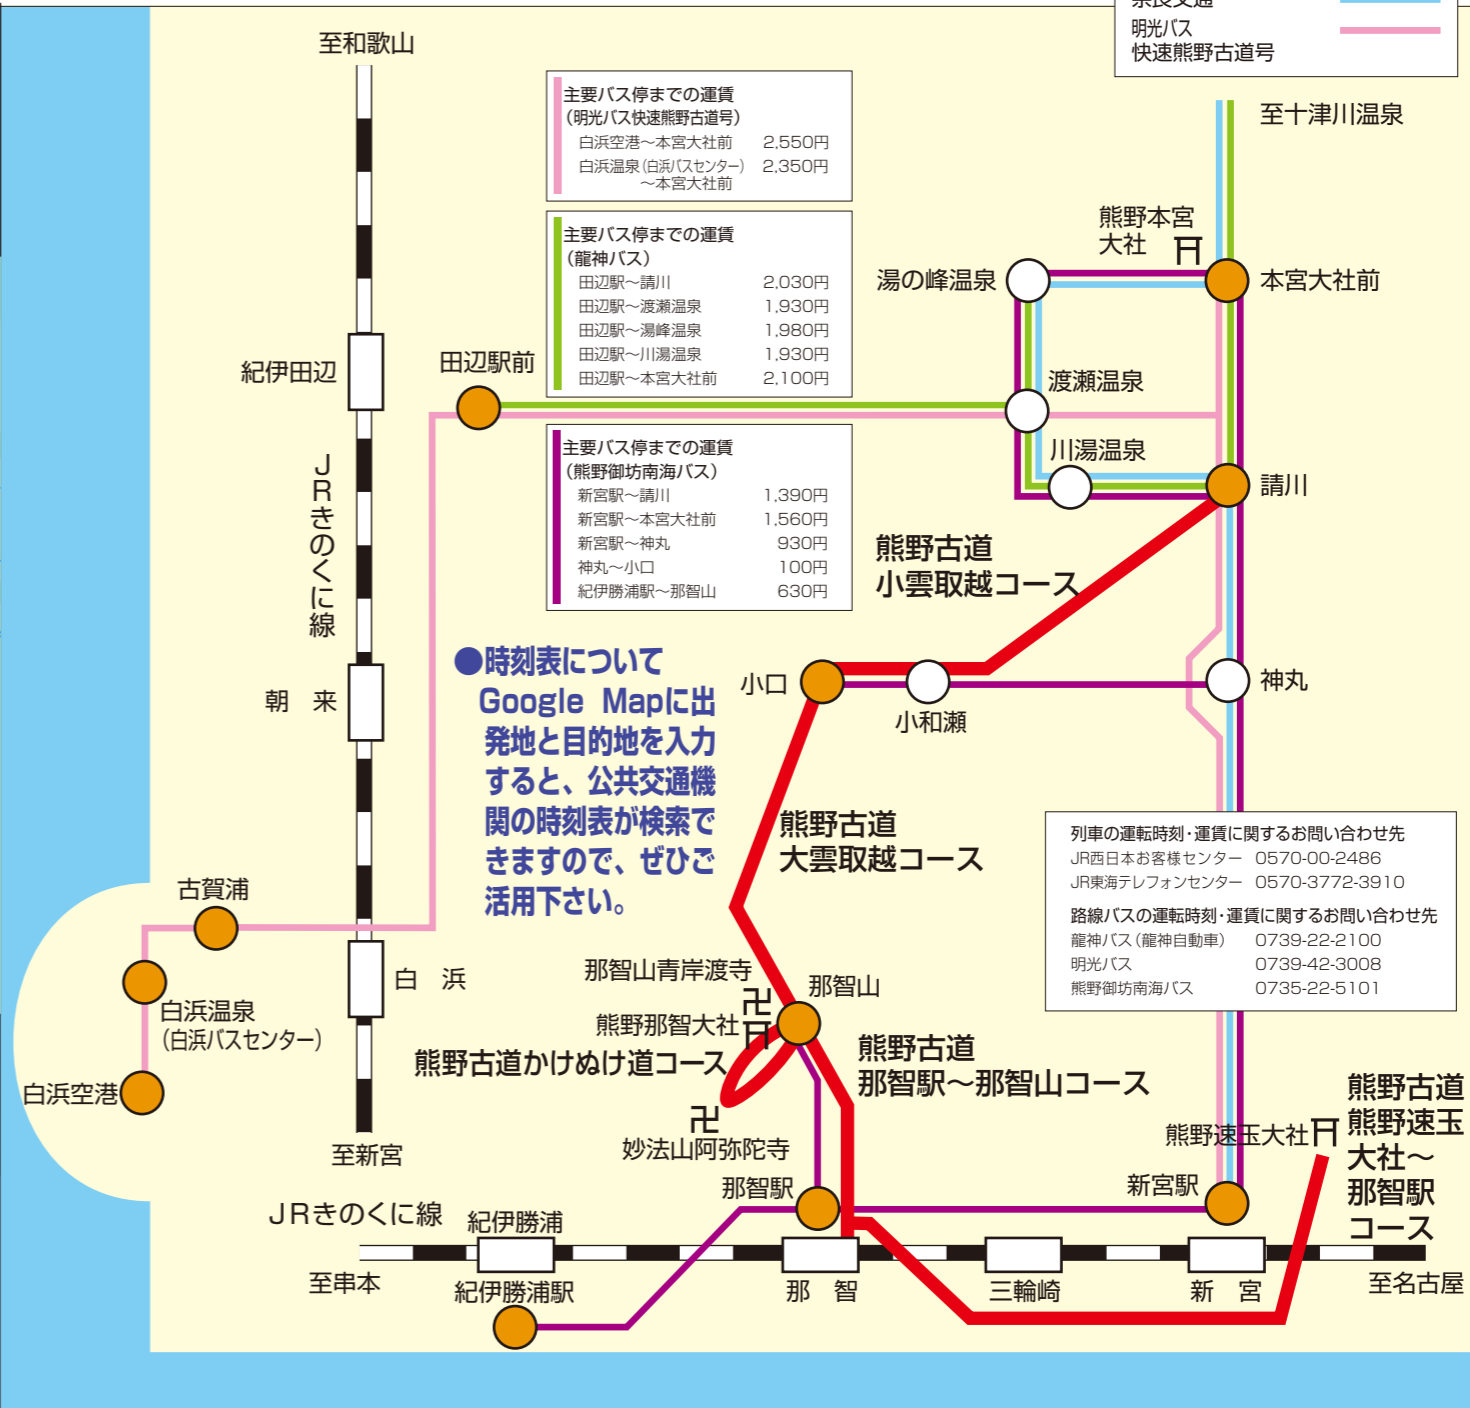 奈良交通
明光バス
快速熊野古道号
至和歌山
主要バス停までの運賃
(明光バス快速熊野古道号)
白浜空港〜本宮大社前 2,550円
白浜温泉(白浜バスセンター) 2,350円
〜本宮大社前
主要バス停までの運賃
(龍神バス)
田辺駅〜請川 2,030円
田辺駅〜渡瀬温泉 1,930円
田辺駅〜湯峰温泉 1,980円
田辺駅〜川湯温泉 1,930円
田辺駅〜本宮大社前 2,100円
主要バス停までの運賃
(熊野御坊南海バス)
新宮駅〜請川 1,390円
新宮駅〜本宮大社前 1,560円
新宮駅〜神丸 930円
神丸〜小口 100円
紀伊勝浦駅〜那智山 630円
至十津川温泉
熊野本宮
大社
湯の峰温泉
本宮大社前
紀伊田辺
田辺駅前
渡瀬温泉
川湯温泉
請川
JRきのくに線
熊野古道
小雲取越コース
●時刻表について
Google Mapに出
発地と目的地を入力
すると、公共交通機
関の時刻表が検索で
きますので、ぜひご
活用下さい。
朝 来
小口
小和瀬
神丸
熊野古道
大雲取越コース
列車の運転時刻・運賃に関するお問い合わせ先
JR西日本お客様センター 0570-00-2486
JR東海テレフォンセンター 0570-3772-3910
路線バスの運転時刻・運賃に関するお問い合わせ先
龍神バス(龍神自動車) 0739-22-2100
明光バス 0739-42-3008
熊野御坊南海バス 0735-22-5101
古賀浦
白 浜
白浜温泉
(白浜バスセンター)
白浜空港
至新宮
那智山青岸渡寺
那智山
熊野那智大社
熊野古道かけぬけ道コース
熊野古道
那智駅〜那智山コース
妙法山阿弥陀寺
熊野速玉大社
熊野古道
熊野速玉
大社〜
那智駅
コース
那智駅
新宮駅
JRきのくに線
紀伊勝浦
至串本
紀伊勝浦駅
那 智
三輪崎
新 宮
至名古屋